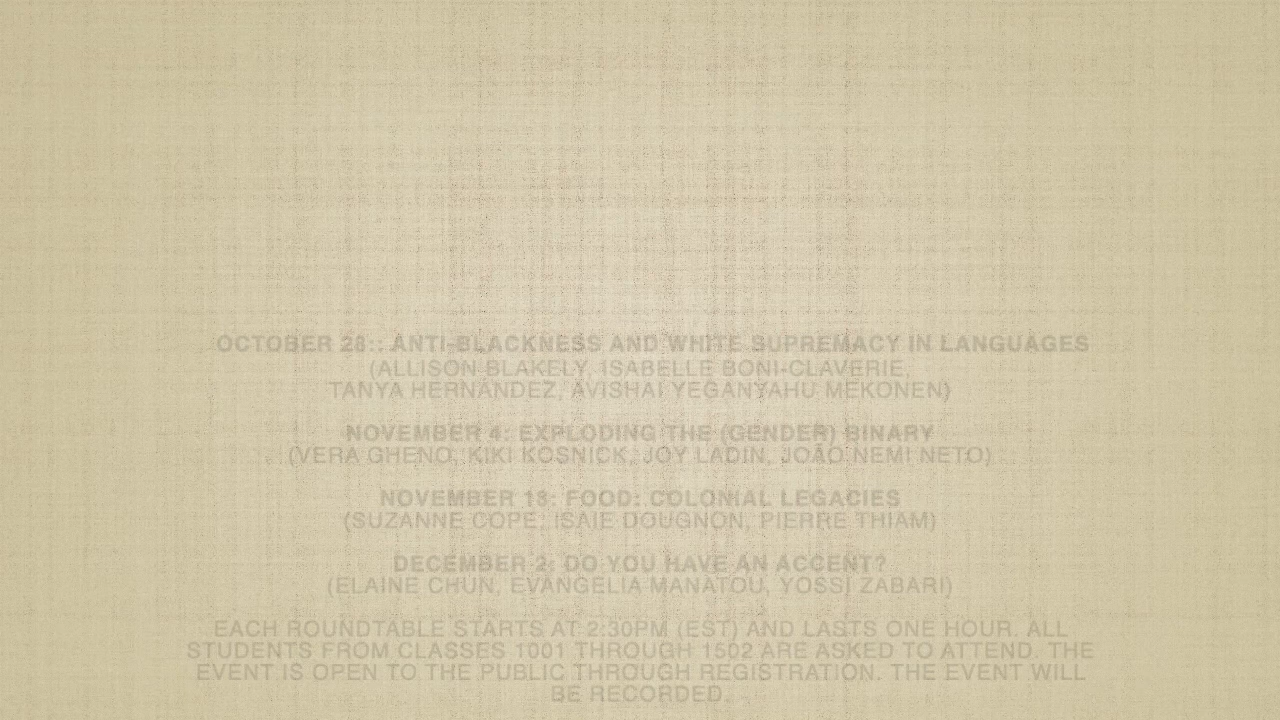 OCTOBER 28:: ANTI-BLACKNESS AND WHITE SUPREMACY IN LANGUAGES
(ALLISON BLAKELY, ISABELLE BONI-CLAVERIE,
TANYA HERNÁNDEZ, AVISHAI YEGANYAHU MEKONEN)
NOVEMBER 4: EXPLODING THE (GENDER) BINARY
(VERA GHENO, KIKI KOSNICK, JOY LADIN, JOÃO NEMI NETO)
NOVEMBER 18: FOOD: COLONIAL LEGACIES
(SUZANNE COPE, ISAIE DOUGNON, PIERRE THIAM)
DECEMBER 2: DO YOU HAVE AN ACCENT?
(ELAINE CHUN, EVANGELIA MANATOU, YOSSI ZABARI)
EACH ROUNDTABLE STARTS AT 2:30PM (EST) AND LASTS ONE HOUR. ALL
STUDENTS FROM CLASSES 1001 THROUGH 1502 ARE ASKED TO ATTEND. THE
EVENT IS OPEN TO THE PUBLIC THROUGH REGISTRATION. THE EVENT WILL
BE RECORDED.